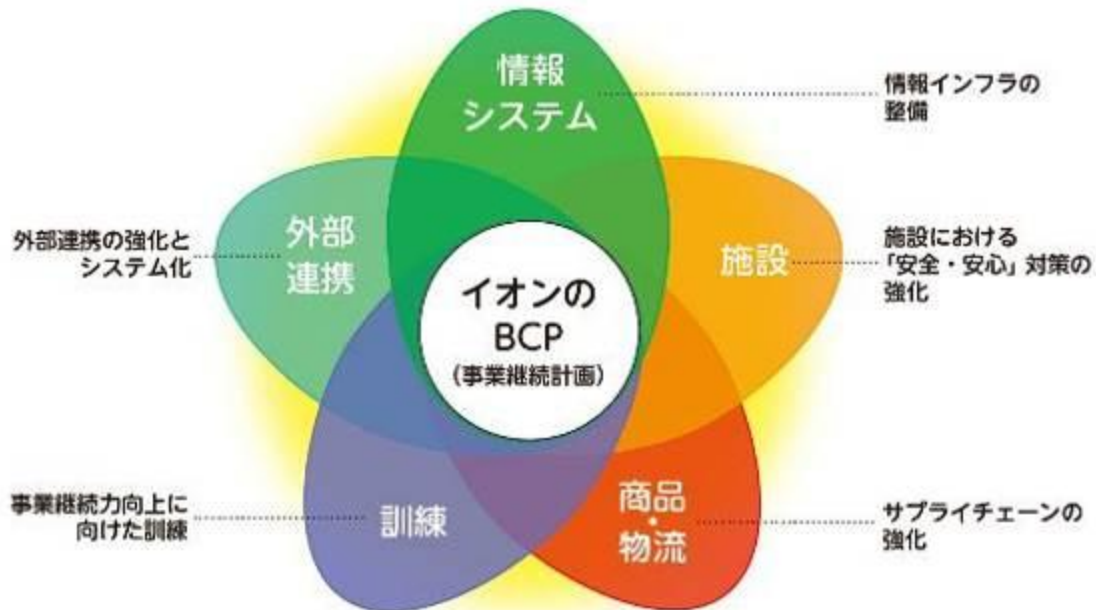 情報
システム
情報インフラの
整備
外部
連携
外部連携の強化と
システム化
施設
施設における
「安全・安心」対策の
強化
イオンの
BCP
（事業継続計画）
訓練
事業継続力向上に
向けた訓練
商品
・
物流
サプライチェーンの
強化